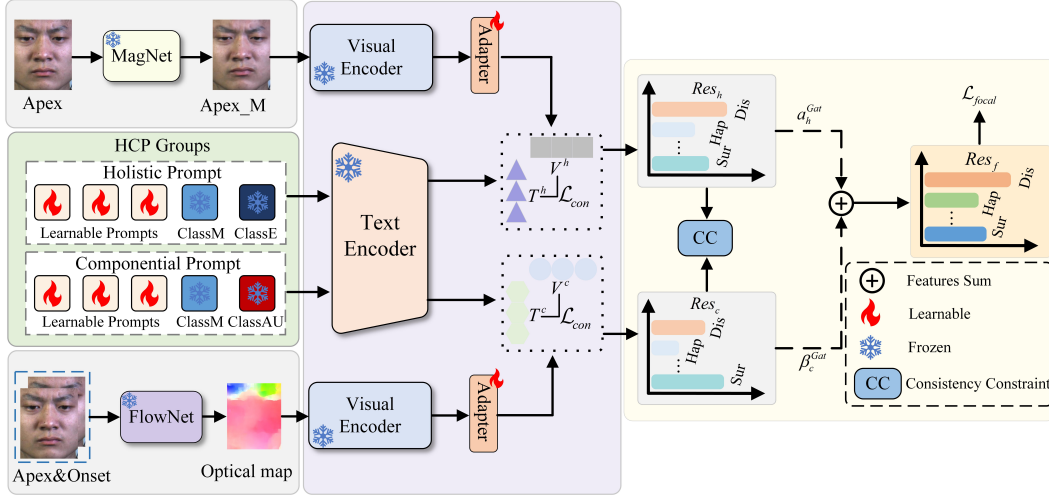 Apex
MagNet
Apex_M
Visual
Encoder
Adapter
HCP Groups
Holistic Prompt
Learnable Prompts
ClassM
ClassE
Componential Prompt
Learnable Prompts
ClassM
ClassAU
Text
Encoder
V^h
T^h
ℒ_con
V^c
T^c
ℒ_con
Apex&Onset
FlowNet
Optical map
Visual
Encoder
Adapter
Res_h
Dis
Hap
...
Sur
CC
Res_c
Dis
Hap
...
Sur
a_h^Gat
β_c^Gat
ℒ_focal
Res_f
Dis
Hap
...
Sur
Features Sum
Learnable
Frozen
CC
Consistency Constraint